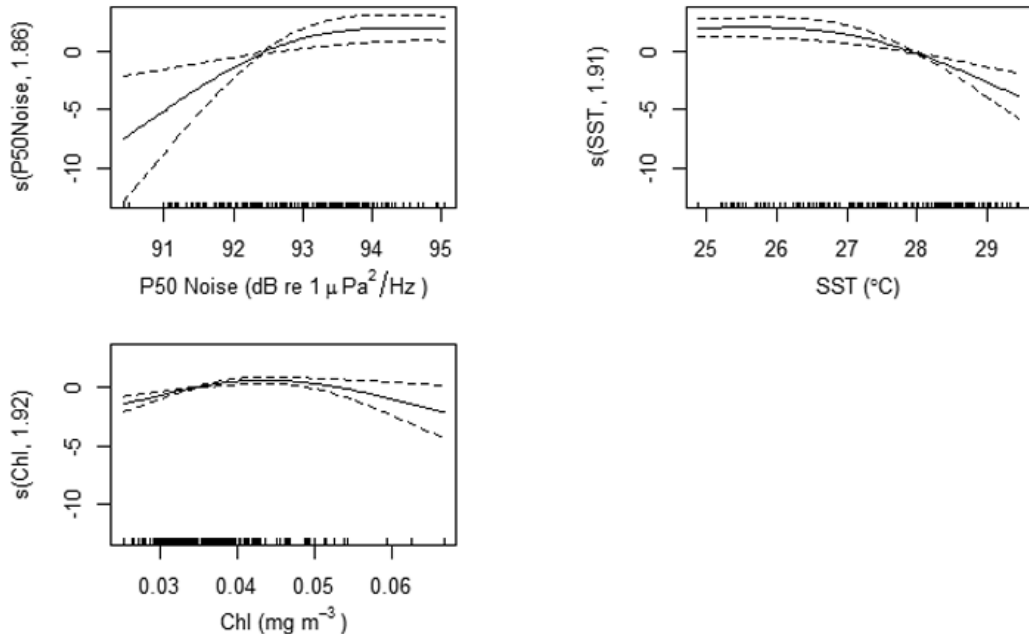 s(P50Noise, 1.86)
0
-5
-10
91 92 93 94 95
P50 Noise (dB re 1 μ Pa²/Hz )
s(SST, 1.91)
0
-5
-10
25 26 27 28 29
SST (°C)
s(Chl, 1.92)
0
-5
-10
0.03 0.04 0.05 0.06
Chl (mg m⁻³)